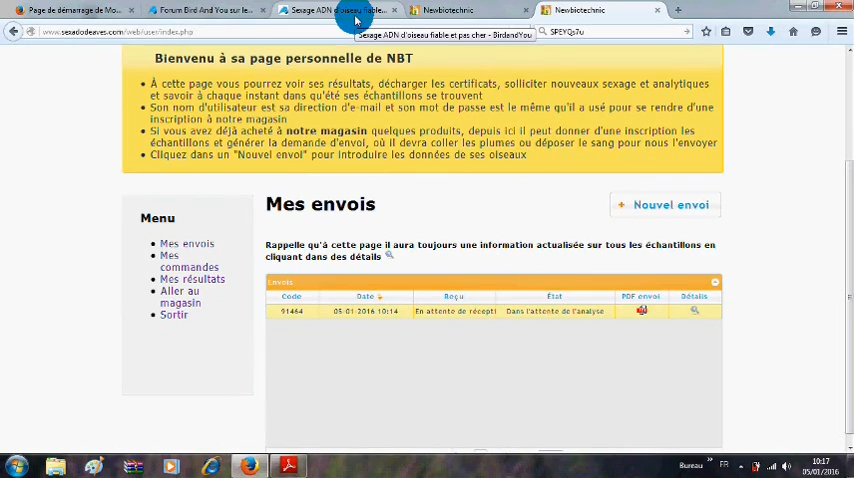 Page de démarrage de Mo...
Forum Bird And You sur le...
Sexage ADN d'oiseau fiable...
Newbiotechnic
Newbiotechnic
www.sexadodeaves.com/web/user/index.php
Sexage ADN d'oiseau fiable et pas cher - BirdandYou
SPEYQs7u
Bienvenu à sa page personnelle de NBT
À cette page vous pourrez voir ses résultats, décharger les certificats, solliciter nouveaux sexage et analytiques
et savoir à chaque instant dans qu'été ses échantillons se trouvent
Son nom d'utilisateur est sa direction d'e-mail et son mot de passe est le même qu'il a usé pour se rendre d'une
inscription à notre magasin
Si vous avez déjà acheté à notre magasin quelques produits, depuis ici il peut donner d'une inscription les
échantillons et générer la demande d'envoi, où il devra coller les plumes ou déposer le sang pour nous l'envoyer
Cliquez dans un "Nouvel envoi" pour introduire les données de ses oiseaux
Menu
Mes envois
Mes
commandes
Mes résultats
Aller au
magasin
Sortir
Mes envois
+ Nouvel envoi
Rappelle qu'à cette page il aura toujours une information actualisée sur tous les échantillons en
cliquant dans des détails
Envois
Code Date Reçu État PDF envoi Détails
91464 05-01-2016 10:14 En attente de récepti Dans l'attente de l'analyse
Bureau » FR 10:17
05/01/2016